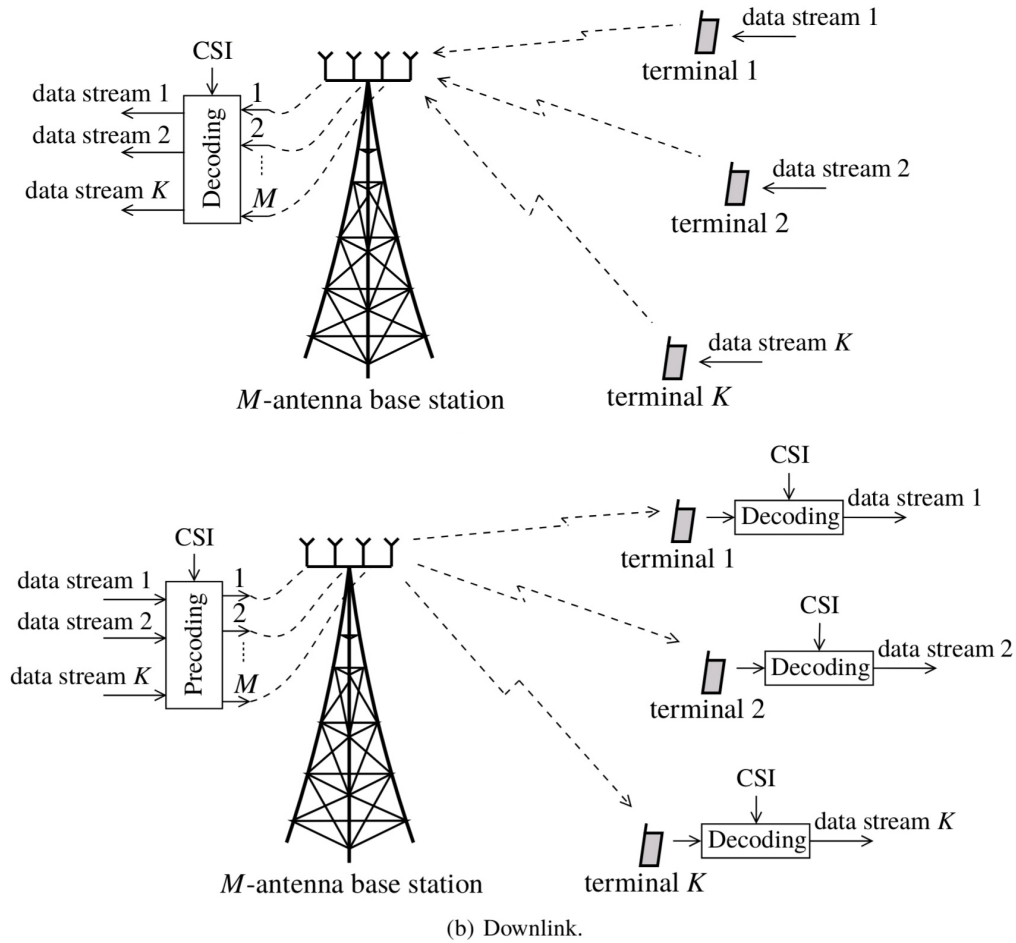 data stream 1
terminal 1
CSI
data stream 1
data stream 2
data stream K
Decoding
1
2
M
data stream 2
terminal 2
data stream K
terminal K
M-antenna base station
CSI
data stream 1
Decoding
terminal 1
CSI
data stream 1
data stream 2
data stream K
Precoding
1
2
M
CSI
data stream 2
Decoding
terminal 2
CSI
data stream K
Decoding
terminal K
M-antenna base station
(b) Downlink.